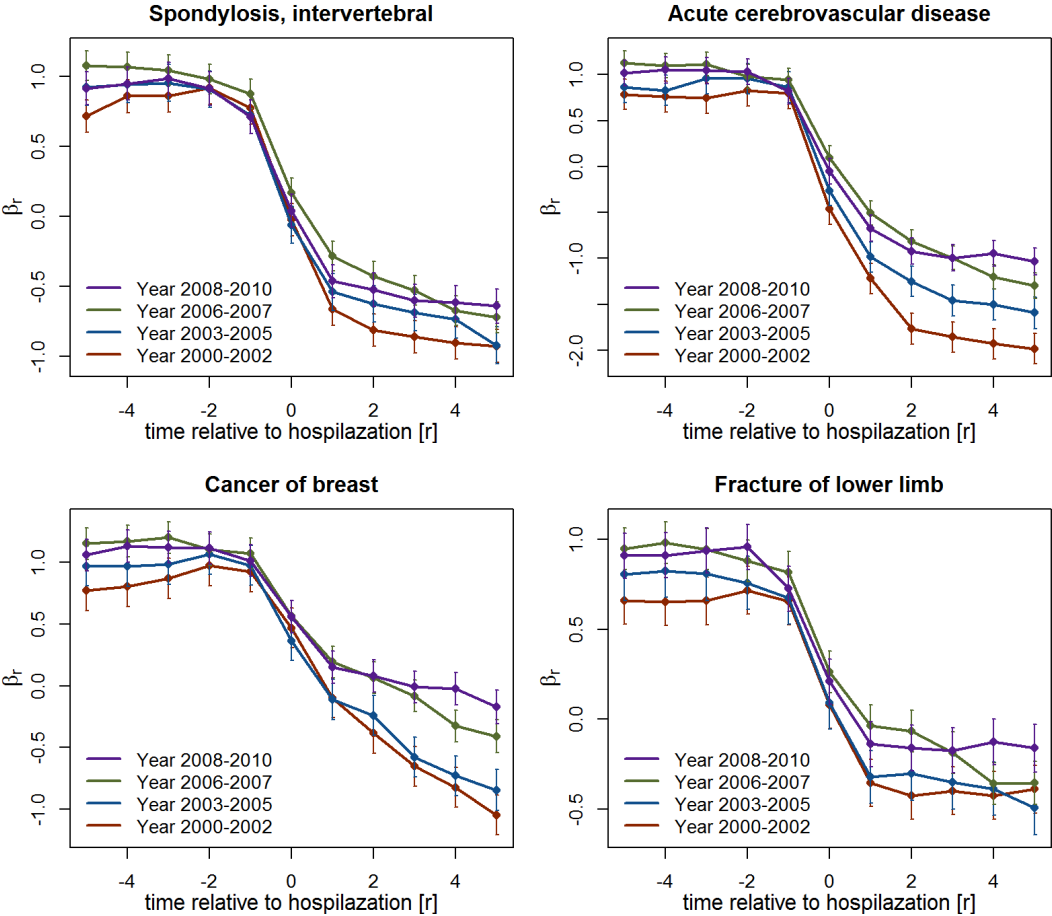 Spondylosis, intervertebral
βr
1.0
0.5
0.0
-0.5
-1.0
Year 2008-2010
Year 2006-2007
Year 2003-2005
Year 2000-2002
-4 -2 0 2 4
time relative to hospilazation [r]
Acute cerebrovascular disease
βr
1.0
0.5
0.0
-1.0
-2.0
Year 2008-2010
Year 2006-2007
Year 2003-2005
Year 2000-2002
-4 -2 0 2 4
time relative to hospilazation [r]
Cancer of breast
βr
1.0
0.5
0.0
-0.5
-1.0
Year 2008-2010
Year 2006-2007
Year 2003-2005
Year 2000-2002
-4 -2 0 2 4
time relative to hospilazation [r]
Fracture of lower limb
βr
1.0
0.5
0.0
-0.5
Year 2008-2010
Year 2006-2007
Year 2003-2005
Year 2000-2002
-4 -2 0 2 4
time relative to hospilazation [r]